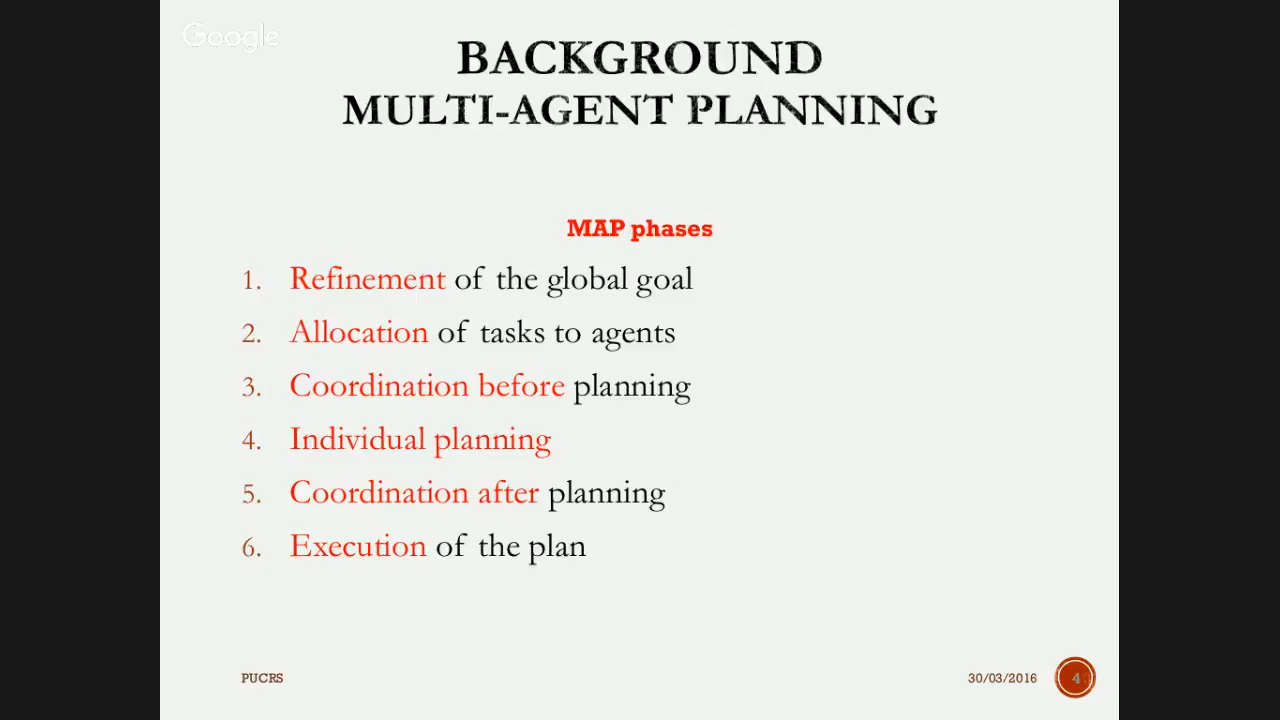 Google
BACKGROUND
MULTI-AGENT PLANNING
MAP phases
1. Refinement of the global goal
2. Allocation of tasks to agents
3. Coordination before planning
4. Individual planning
5. Coordination after planning
6. Execution of the plan
PUCRS
30/03/2016
4